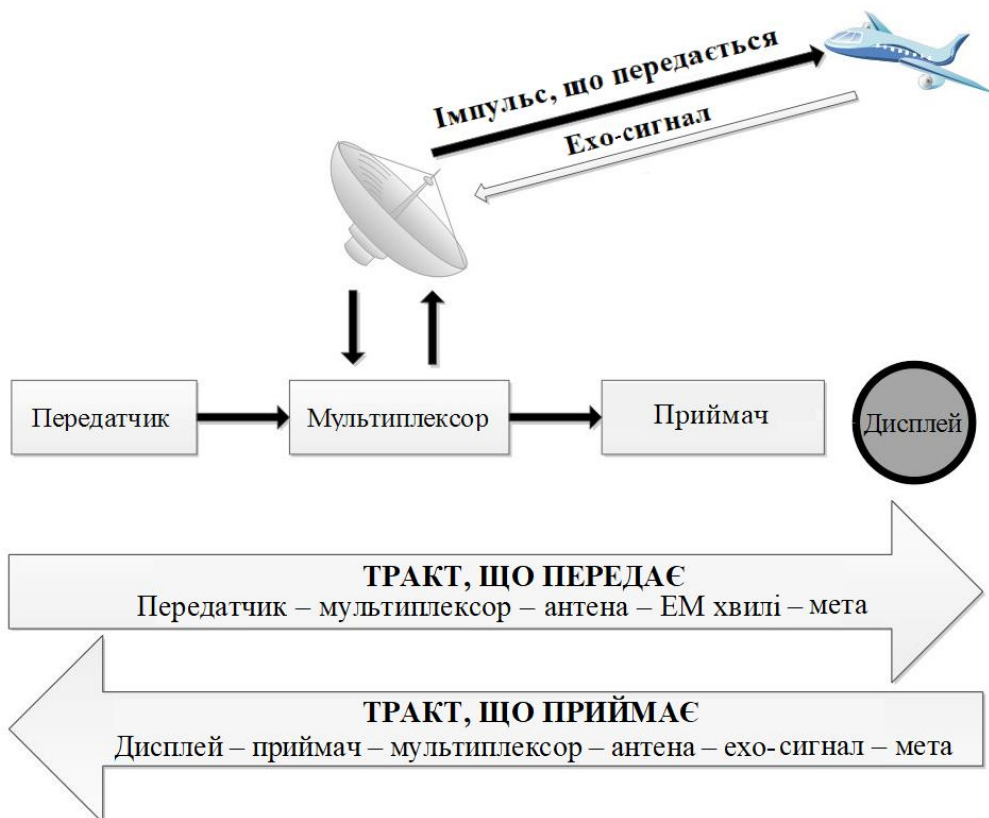 Імпульс, що передається
Ехо-сигнал
Передатчик
Мультиплексор
Приймач
Дисплей
ТРАКТ, ЩО ПЕРЕДАЄ
Передатчик – мультиплексор – антена – ЕМ хвилі – мета
ТРАКТ, ЩО ПРИЙМАЄ
Дисплей – приймач – мультиплексор – антена – ехо-сигнал – мета